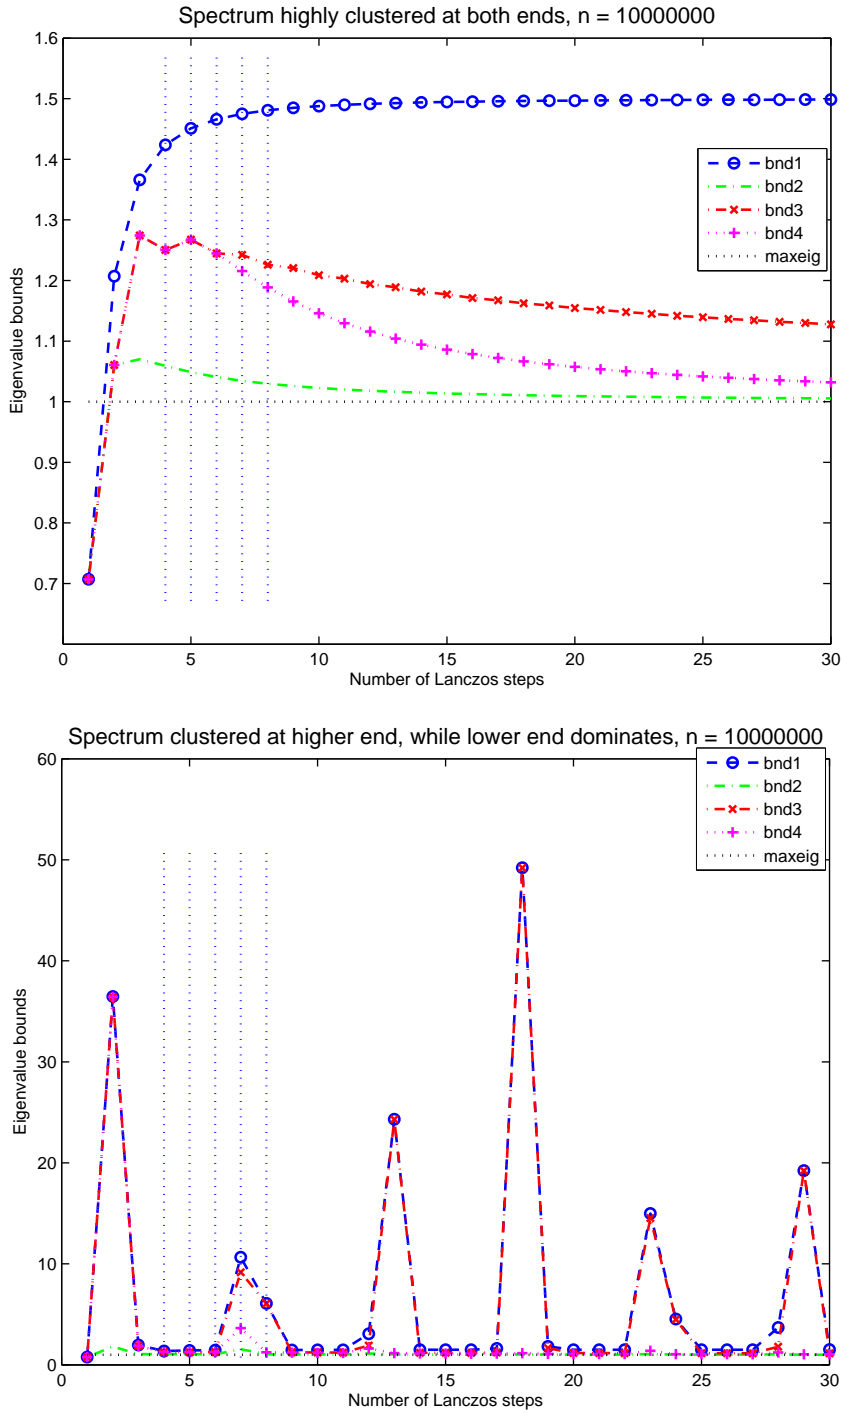 Spectrum highly clustered at both ends, n = 10000000
1.6
1.5
1.4
1.3
1.2
1.1
1
0.9
0.8
0.7
Eigenvalue bounds
bnd1
bnd2
bnd3
bnd4
maxeig
0 5 10 15 20 25 30
Number of Lanczos steps
Spectrum clustered at higher end, while lower end dominates, n = 10000000
60
50
40
30
20
10
0
Eigenvalue bounds
bnd1
bnd2
bnd3
bnd4
maxeig
0 5 10 15 20 25 30
Number of Lanczos steps